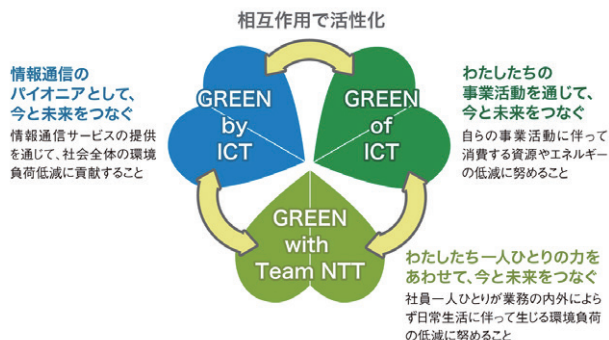 相互作用で活性化
情報通信の
パイオニアとして、
今と未来をつなぐ
情報通信サービスの提供
を通じて、社会全体の環境
負荷低減に貢献すること
GREEN
by
ICT
GREEN
of
ICT
わたしたちの
事業活動を通じて、
今と未来をつなぐ
自らの事業活動に伴って
消費する資源やエネルギー
の低減に努めること
GREEN
with
Team NTT
わたしたち一人ひとりの力を
あわせて、今と未来をつなぐ
社員一人ひとりが業務の内外によら
ず日常生活に伴って生じる環境負荷
の低減に努めること